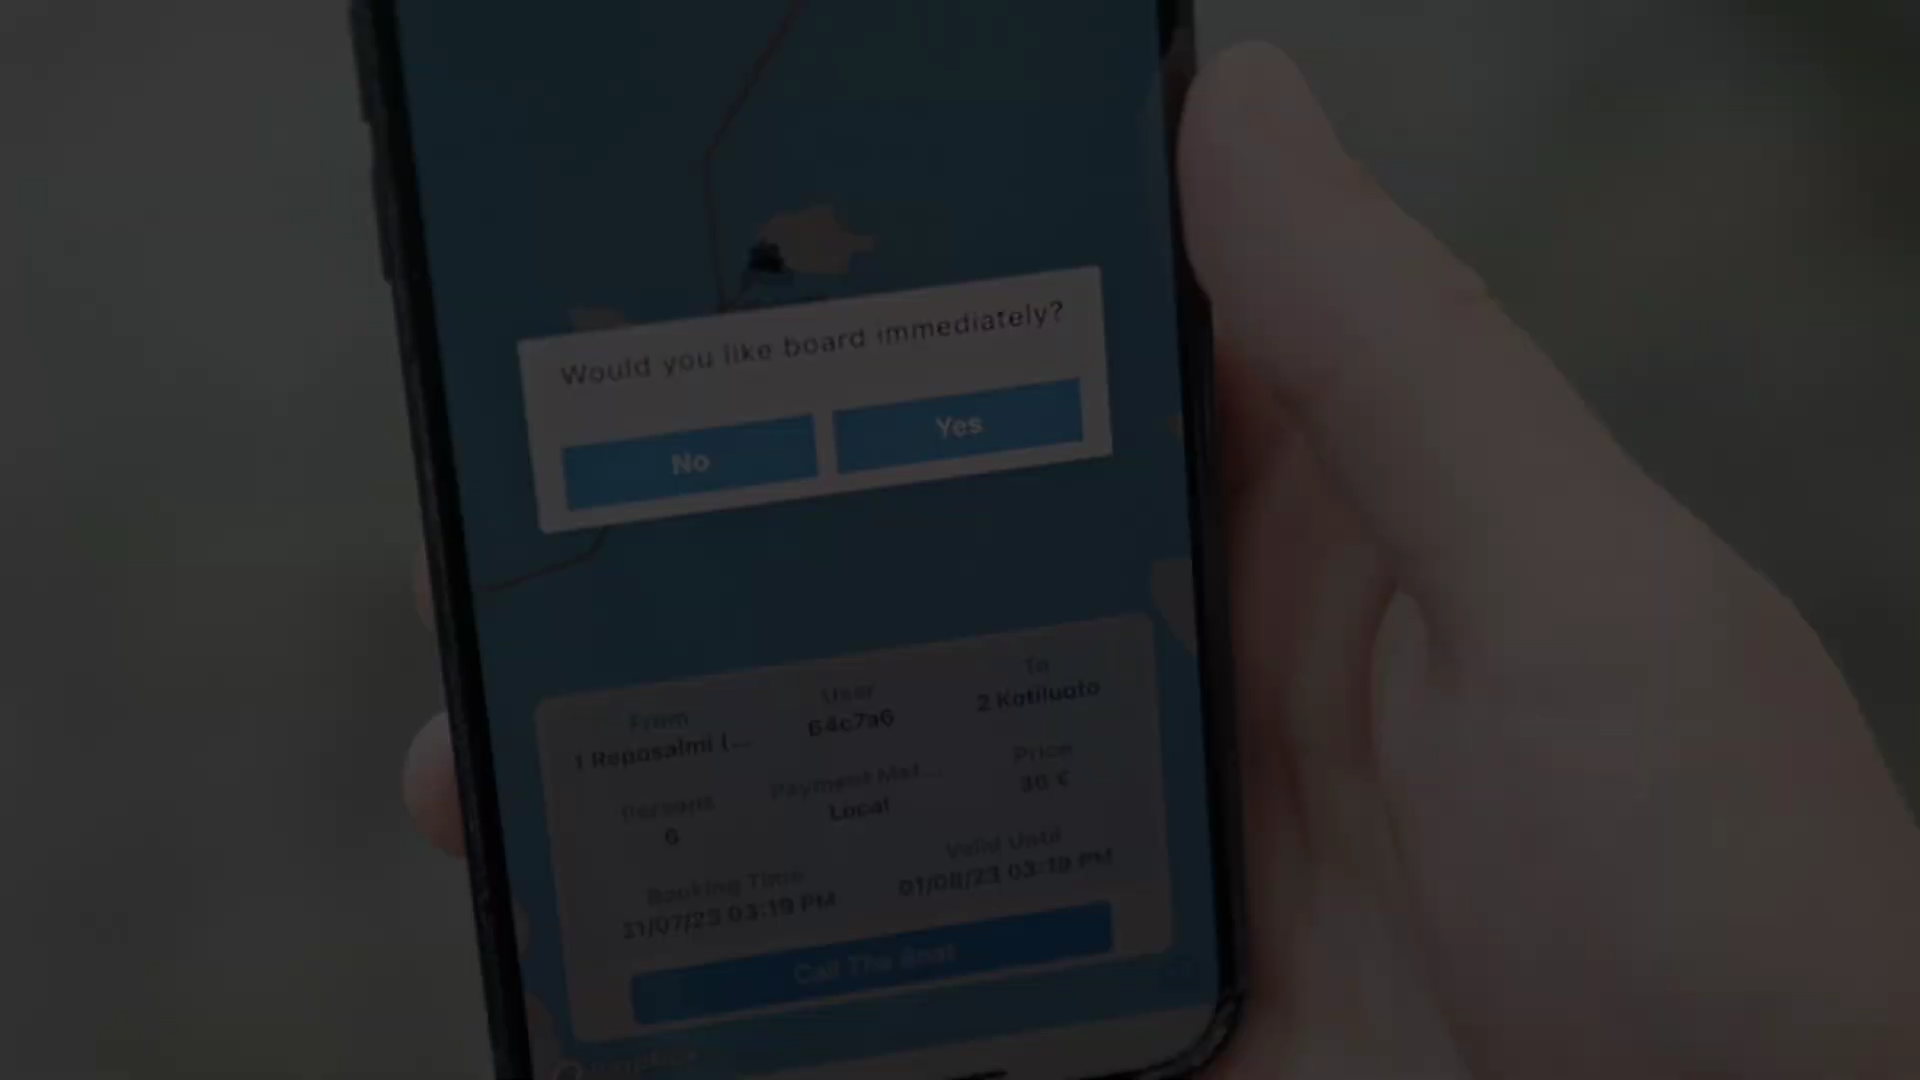 Would you like board immediately?
No
Yes
From
User
To
1 Reposalmi (...
64c7a6
2 Kotiluoto
Persons
Payment Met...
Price
6
Local
36 €
Booking Time
Valid Until
31/07/23 03:19 PM
01/08/23 03:19 PM
Call The Boat
mapbox